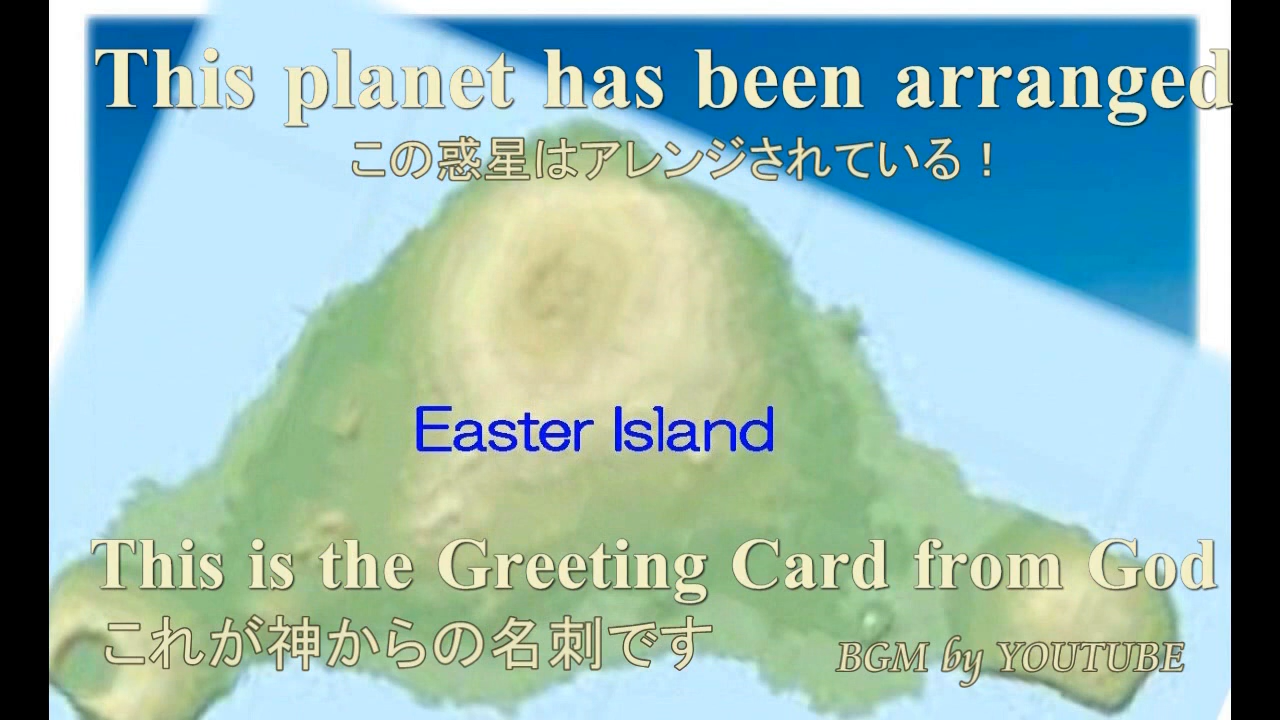 This planet has been arranged
この惑星はアレンジされている！
Easter Island
This is the Greeting Card from God
これが神からの名刺です
BGM by YOUTUBE